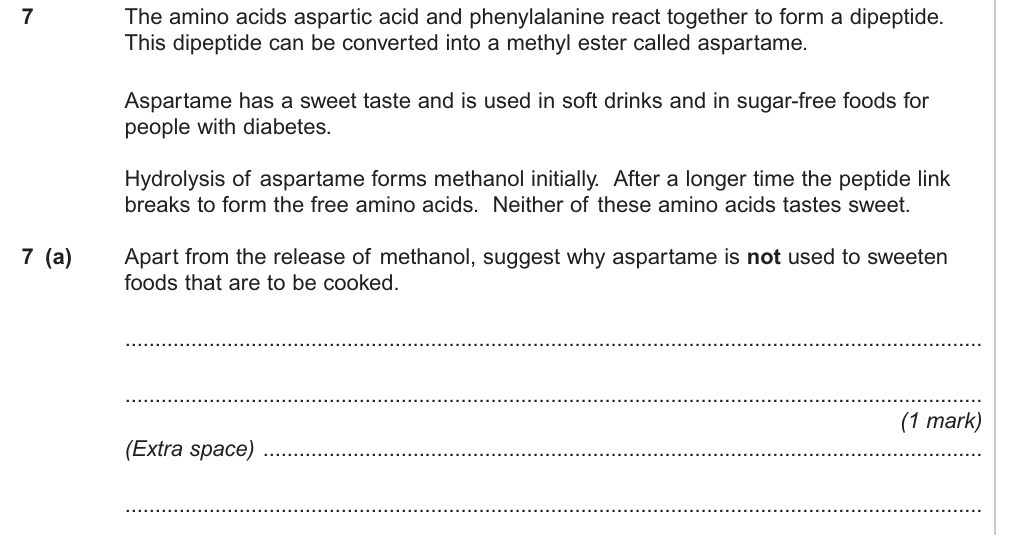 7 The amino acids aspartic acid and phenylalanine react together to form a dipeptide.
This dipeptide can be converted into a methyl ester called aspartame.
Aspartame has a sweet taste and is used in soft drinks and in sugar-free foods for
people with diabetes.
Hydrolysis of aspartame forms methanol initially. After a longer time the peptide link
breaks to form the free amino acids. Neither of these amino acids tastes sweet.
7 (a) Apart from the release of methanol, suggest why aspartame is not used to sweeten
foods that are to be cooked.
(1 mark)
(Extra space)